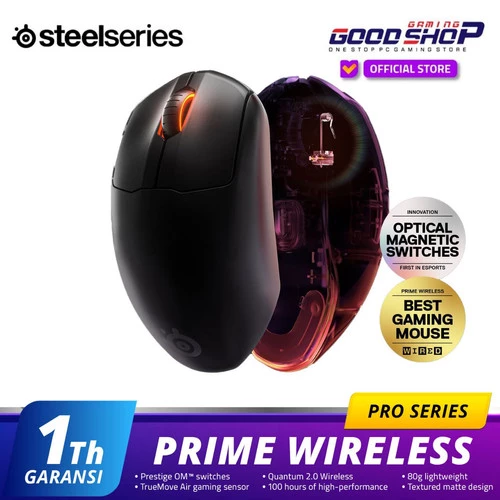 steelseries
GAMING
GOODSHOP
ONE STOP PC GAMING STORE
OFFICIAL STORE
INNOVATION
OPTICAL
MAGNETIC
SWITCHES
FIRST IN ESPORTS
PRIME WIRELESS
BEST
GAMING
MOUSE
WIRED
PRO SERIES
1Th
GARANSI
PRIME WIRELESS
• Prestige OM™ switches
• TrueMove Air gaming sensor
• Quantum 2.0 Wireless
• 100 hours of high-performance
• 80g lightweight
• Textured matte design